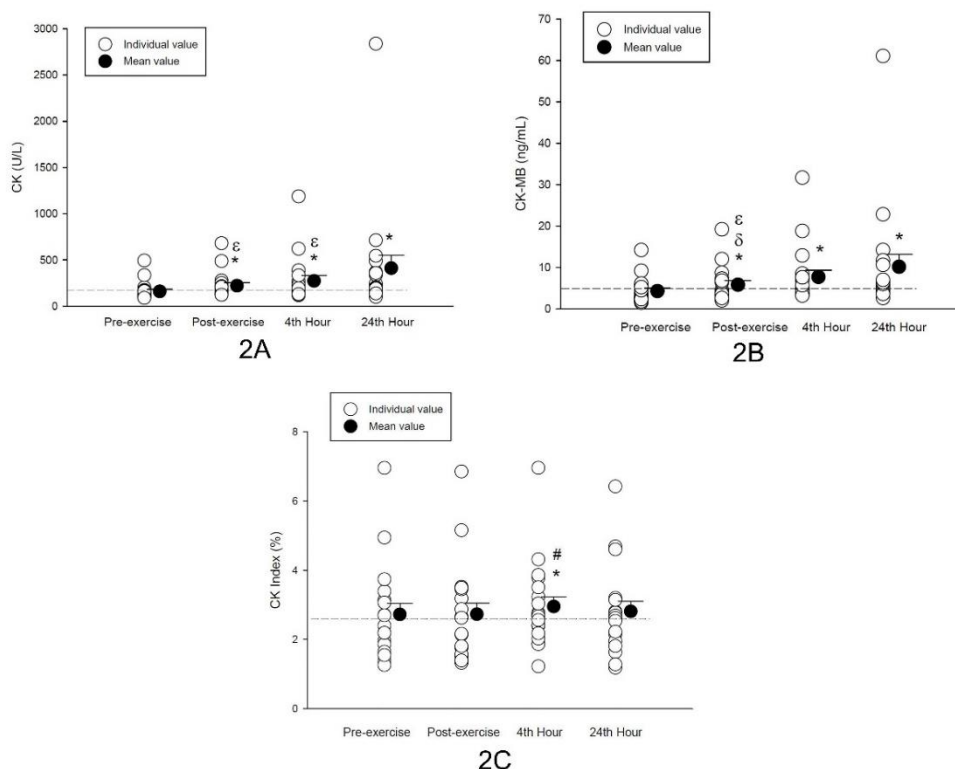 3000
2500
2000
1500
1000
500
0
CK (U/L)
Individual value
Mean value
ε
*
ε
*
*
Pre-exercise Post-exercise 4th Hour 24th Hour
2A
70
60
50
40
30
20
10
0
CK-MB (ng/mL)
Individual value
Mean value
ε
δ
*
*
*
Pre-exercise Post-exercise 4th Hour 24th Hour
2B
8
6
4
2
0
CK Index (%)
Individual value
Mean value
#
*
Pre-exercise Post-exercise 4th Hour 24th Hour
2C